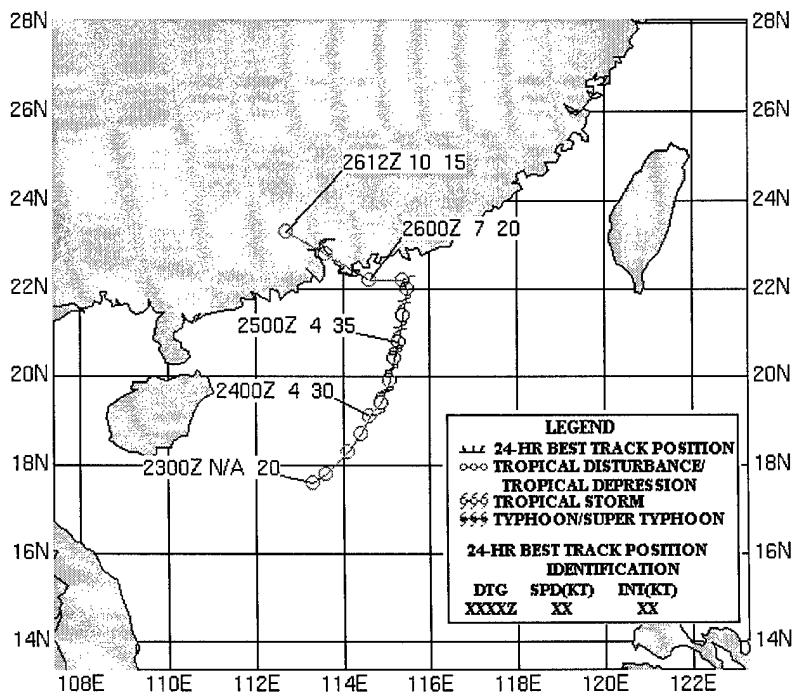 28N 28N
26N 26N
2612Z 10 15
24N 24N
2600Z 7 20
22N 22N
2500Z 4 35
20N 20N
2400Z 4 30
LEGEND
24-HR BEST TRACK POSITION
2300Z N/A 20
18N
TROPICAL DISTURBANCE/
TROPICAL DEPRESSION
18N
TROPICAL STORM
TYPHOON/SUPER TYPHOON
16N 16N
24-HR BEST TRACK POSITION
IDENTIFICATION
DTG SPD(KT) INT(KT)
XXXXZ XX XX
14N 14N
108E 110E 112E 114E 116E 118E 120E 122E